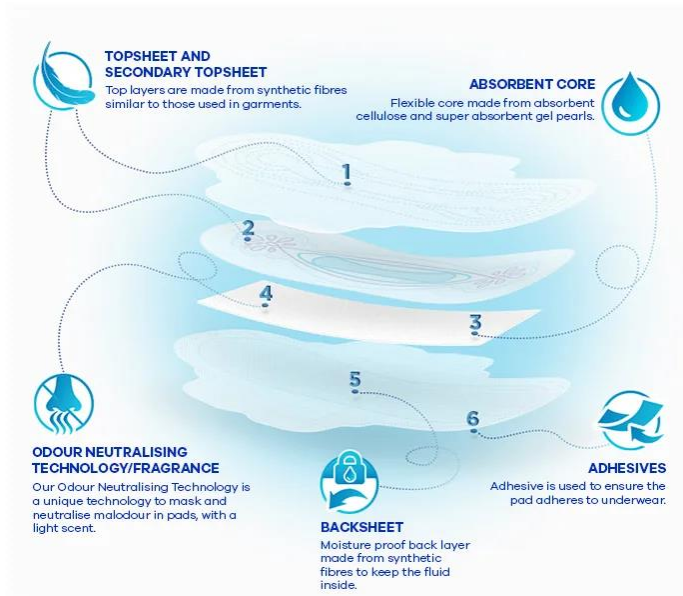 TOPSHEET AND
SECONDARY TOPSHEET
Top layers are made from synthetic fibres
similar to those used in garments.
ABSORBENT CORE
Flexible core made from absorbent
cellulose and super absorbent gel pearls.
1
2
4
3
5
6
ODOUR NEUTRALISING
TECHNOLOGY/FRAGRANCE
Our Odour Neutralising Technology is
a unique technology to mask and
neutralise malodour in pads, with a
light scent.
BACKSHEET
Moisture proof back layer
made from synthetic
fibres to keep the fluid
inside.
ADHESIVES
Adhesive is used to ensure the
pad adheres to underwear.